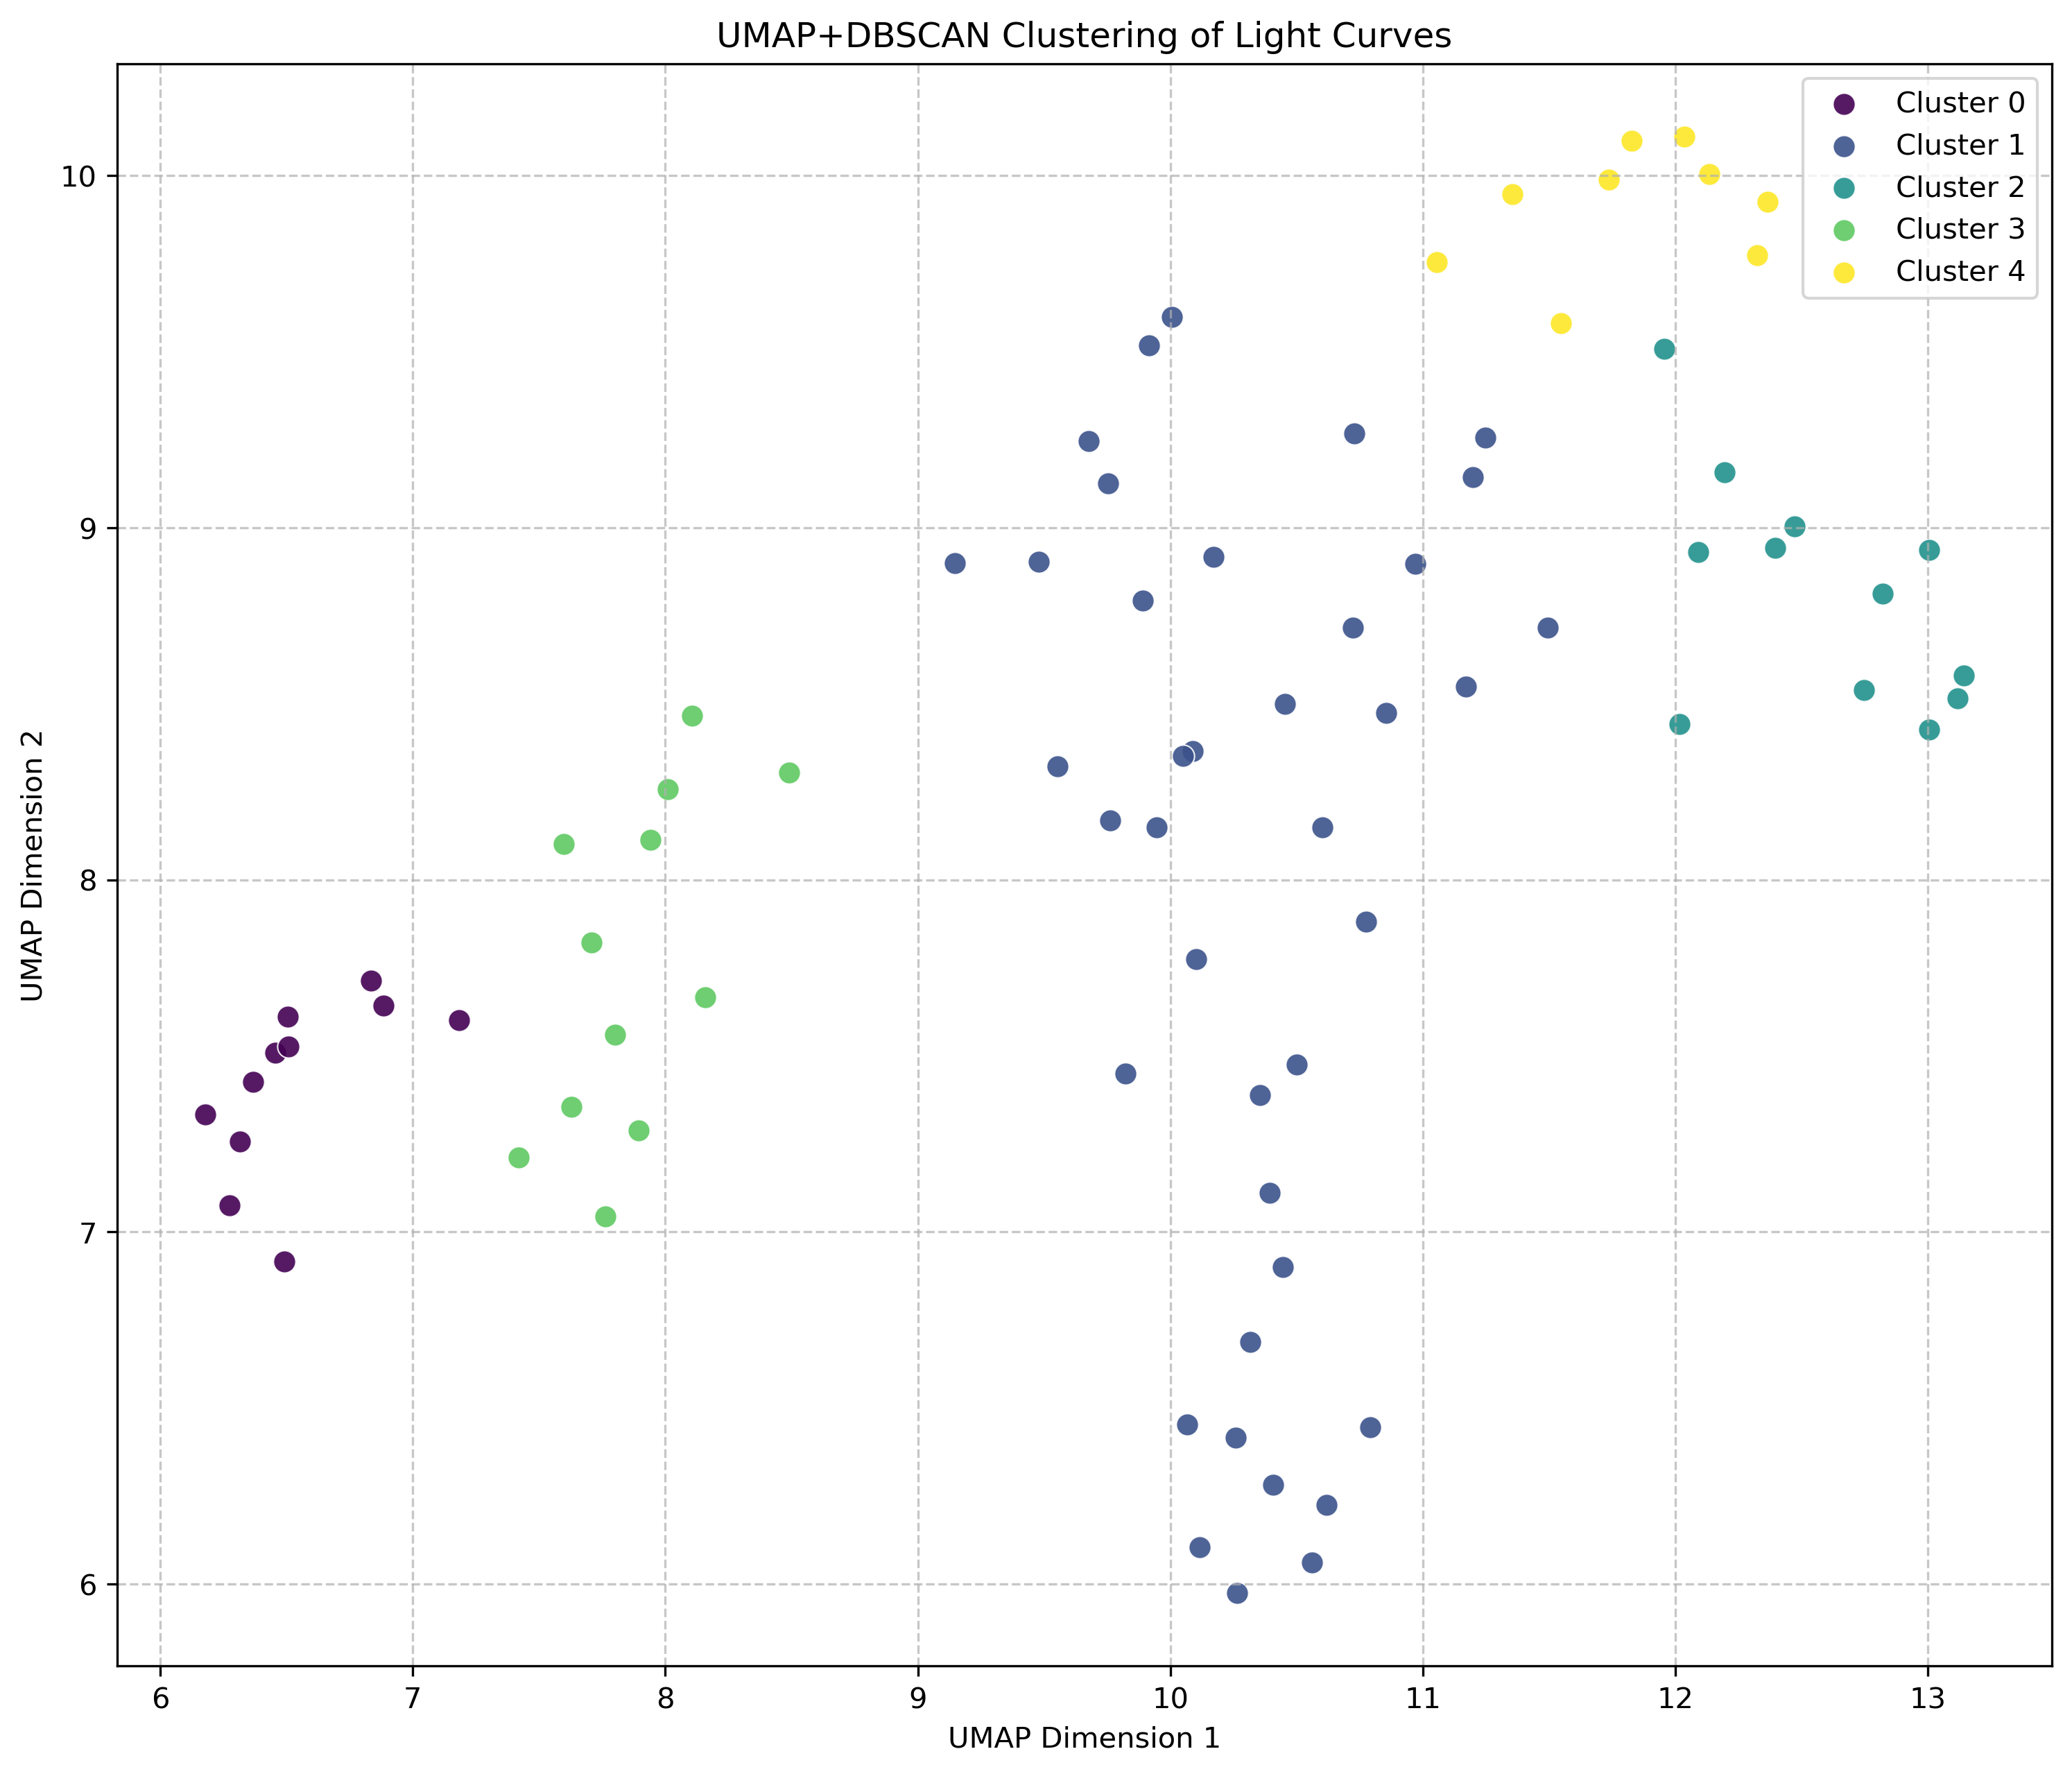 UMAP+DBSCAN Clustering of Light Curves
Cluster 0
Cluster 1
Cluster 2
Cluster 3
Cluster 4
10
9
8
7
6
UMAP Dimension 2
6 7 8 9 10 11 12 13
UMAP Dimension 1